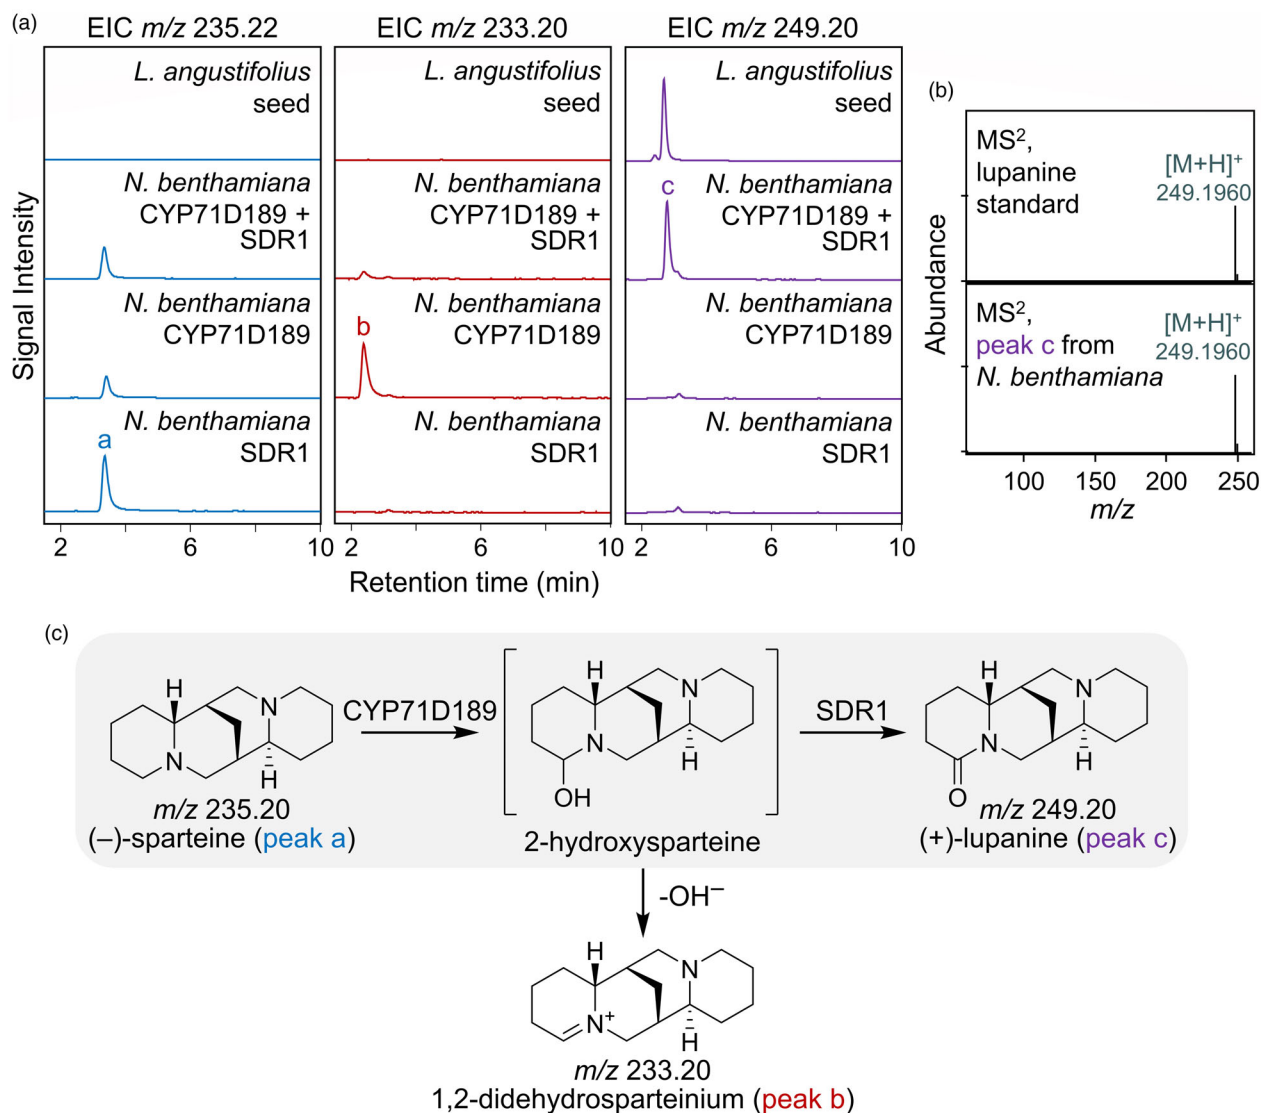 (a)
EIC m/z 235.22
EIC m/z 233.20
EIC m/z 249.20
Signal Intensity
L. angustifolius
seed
N. benthamiana
CYP71D189 +
SDR1
N. benthamiana
CYP71D189
a
N. benthamiana
SDR1
2
6
10
L. angustifolius
seed
N. benthamiana
CYP71D189 +
SDR1
b
N. benthamiana
CYP71D189
N. benthamiana
SDR1
2
6
10
L. angustifolius
seed
c
N. benthamiana
CYP71D189 +
SDR1
N. benthamiana
CYP71D189
N. benthamiana
SDR1
2
6
10
Retention time (min)
(b)
Abundance
MS²,
lupanine
standard
[M+H]⁺
249.1960
MS²,
peak c from
N. benthamiana
[M+H]⁺
249.1960
100
150
200
250
m/z
(c)
H
N
N
H
m/z 235.20
(–)-sparteine (peak a)
CYP71D189
H
N
N
H
OH
2-hydroxysparteine
SDR1
H
N
N
H
O
m/z 249.20
(+)-lupanine (peak c)
-OH⁻
H
N
N⁺
H
m/z 233.20
1,2-didehydrosparteinium (peak b)